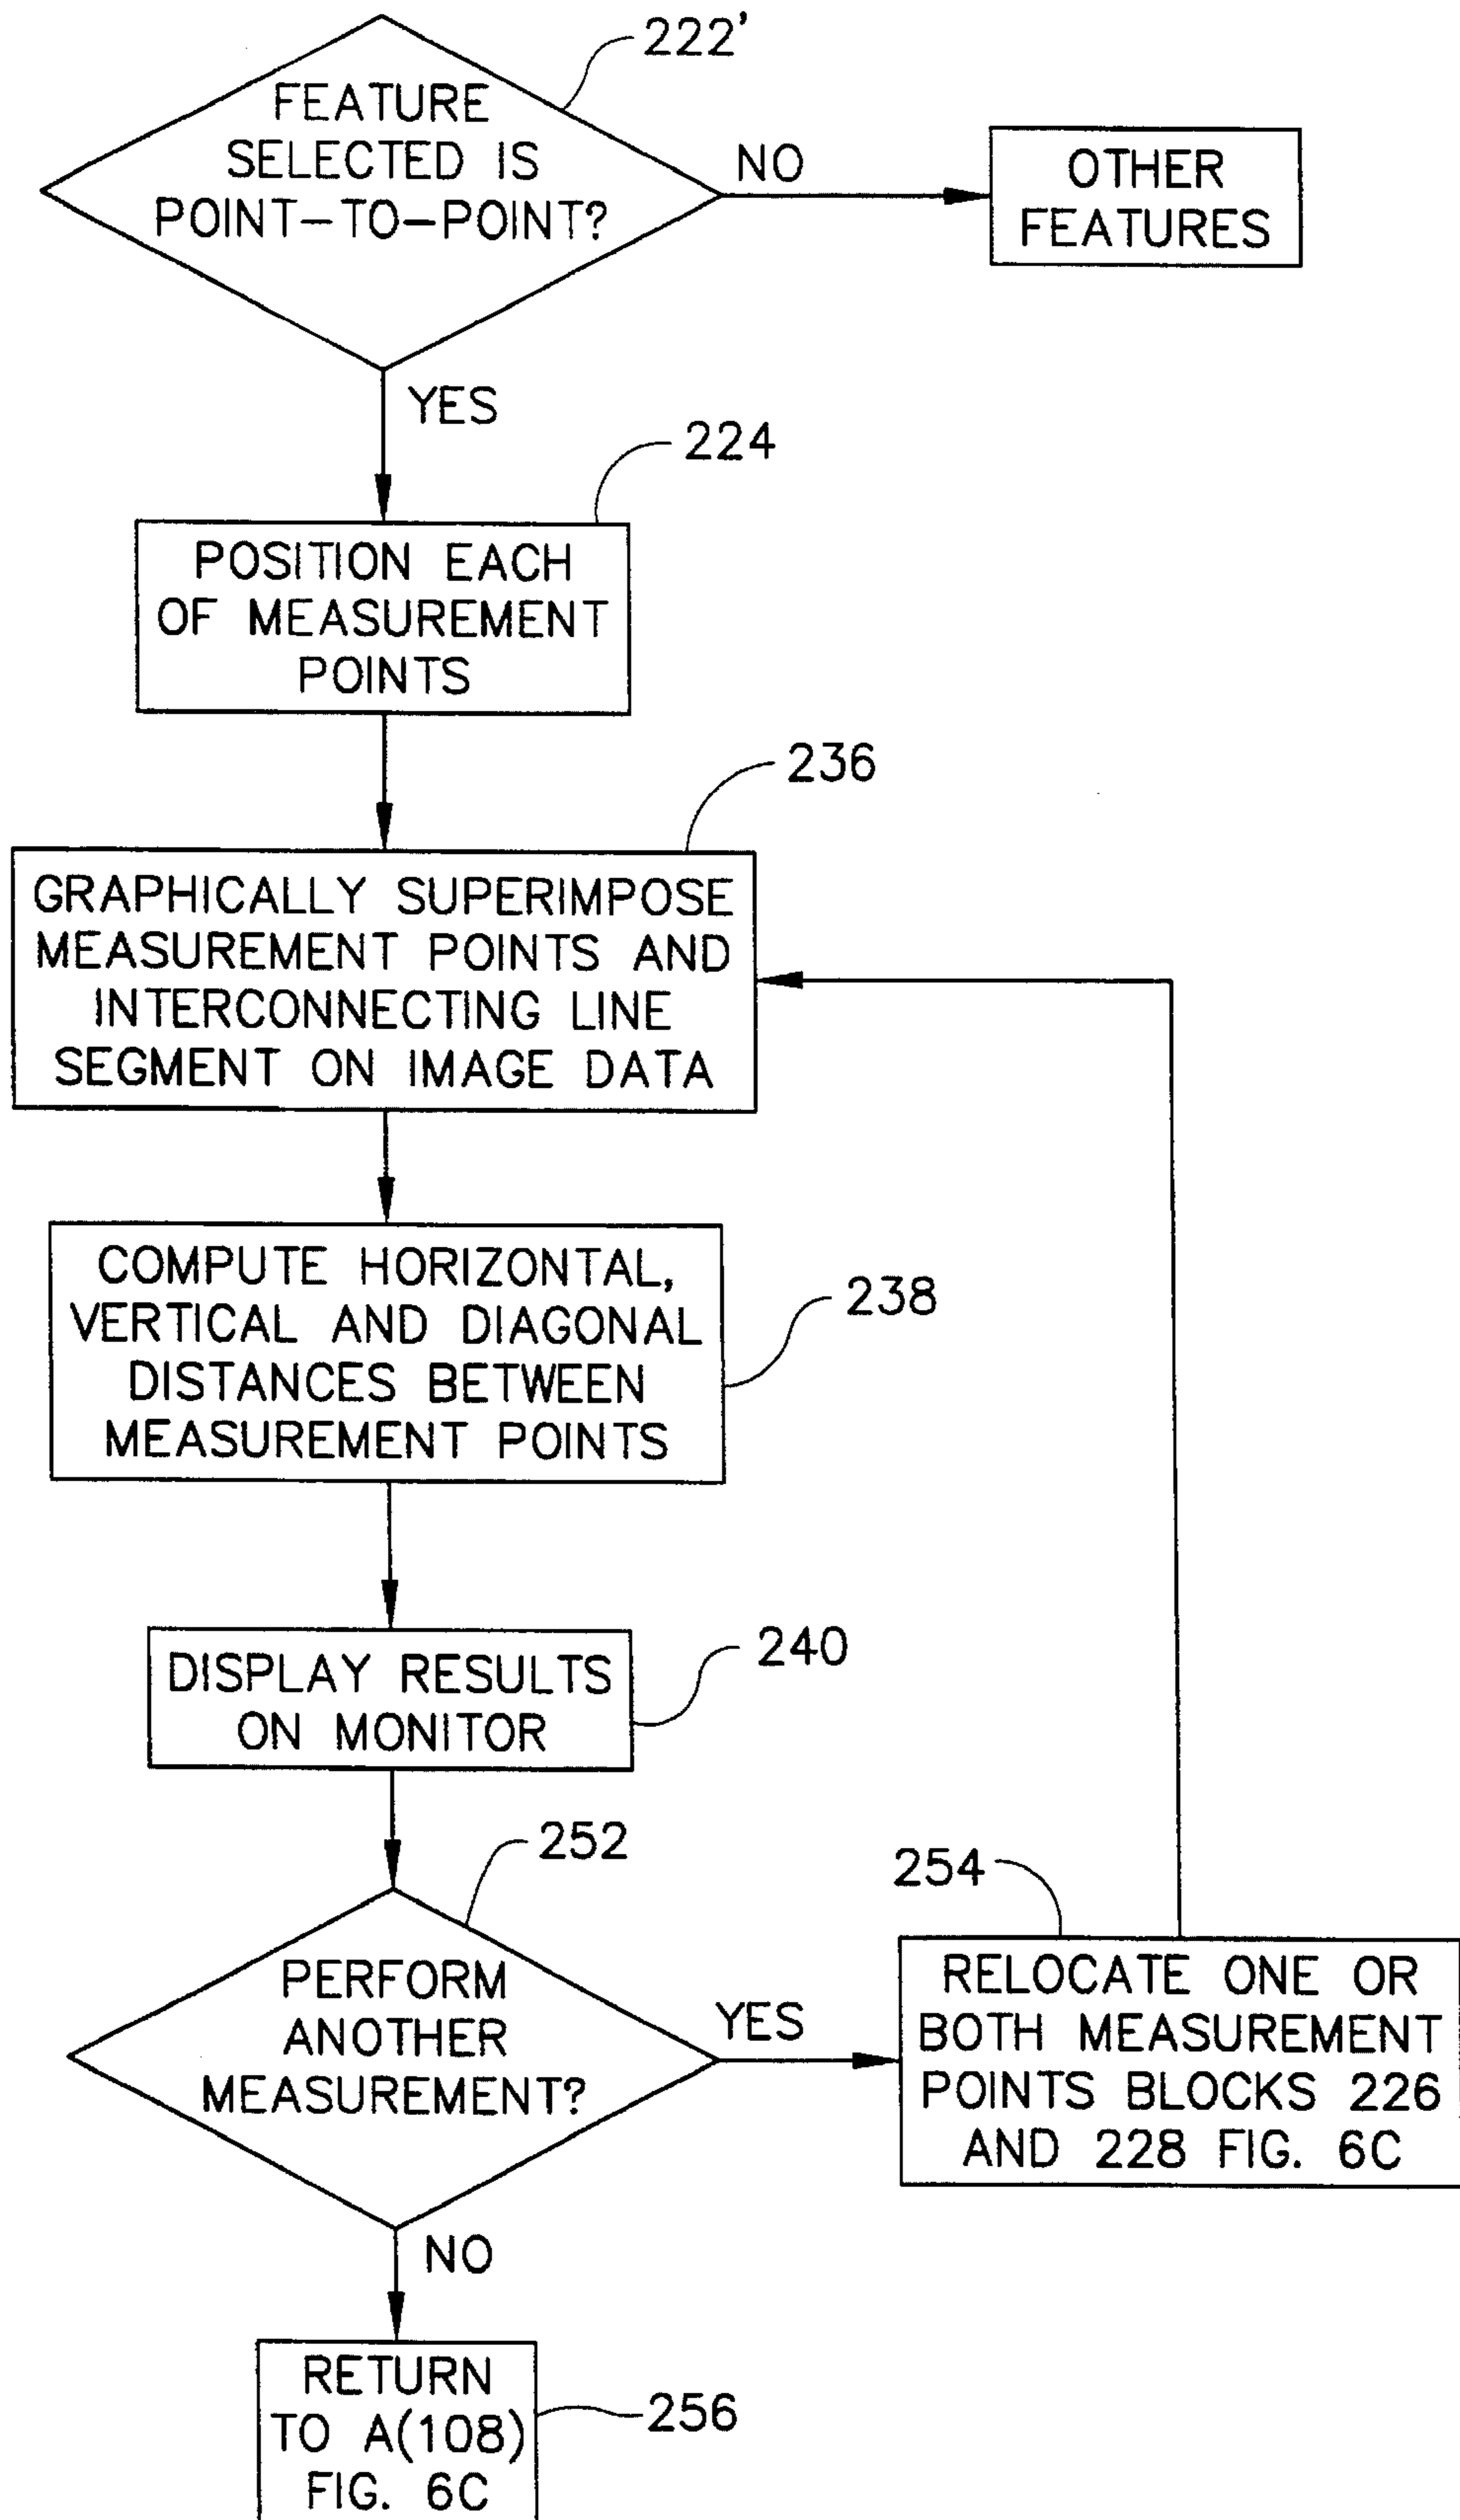 222'
FEATURE
SELECTED IS
POINT-TO-POINT?
NO
OTHER
FEATURES
YES
224
POSITION EACH
OF MEASUREMENT
POINTS
236
GRAPHICALLY SUPERIMPOSE
MEASUREMENT POINTS AND
INTERCONNECTING LINE
SEGMENT ON IMAGE DATA
COMPUTE HORIZONTAL,
VERTICAL AND DIAGONAL
DISTANCES BETWEEN
MEASUREMENT POINTS
238
DISPLAY RESULTS
ON MONITOR
240
252
PERFORM
ANOTHER
MEASUREMENT?
YES
254
RELOCATE ONE OR
BOTH MEASUREMENT
POINTS BLOCKS 226
AND 228 FIG. 6C
NO
RETURN
TO A(108)
FIG. 6C
256